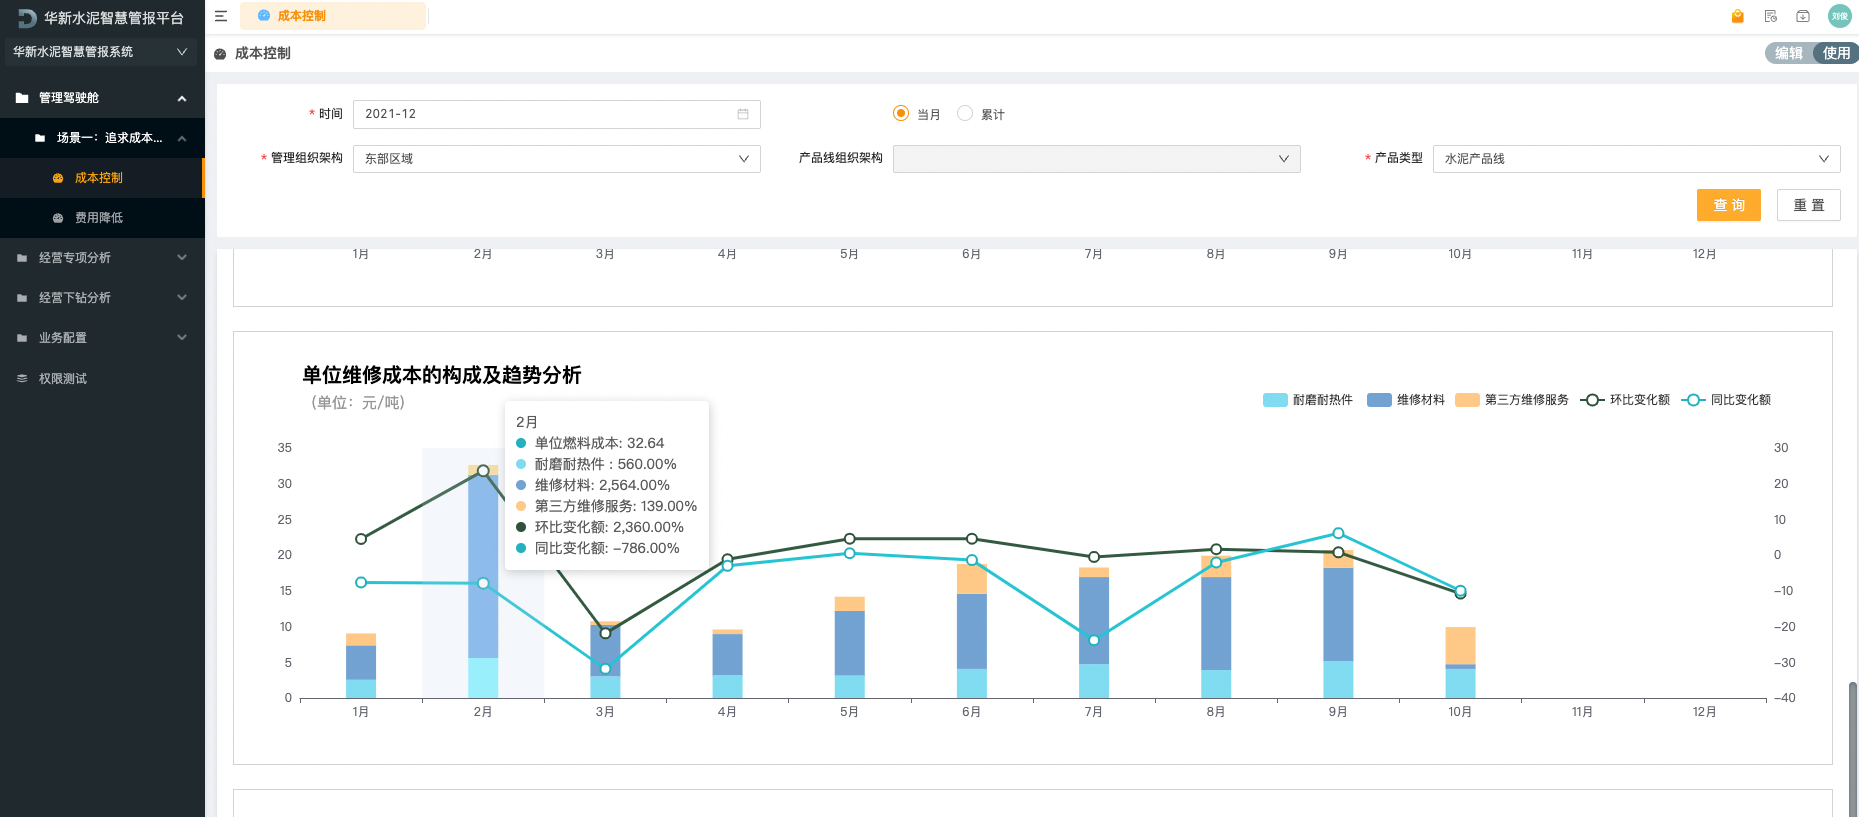 华新水泥智慧管报平台
华新水泥智慧管报系统
管理驾驶舱
场景一：追求成本...
成本控制
费用降低
经营专项分析
经营下钻分析
业务配置
权限测试
成本控制
刘俊
成本控制
编辑 使用
* 时间 2021-12 当月 累计
* 管理组织架构 东部区域 产品线组织架构 * 产品类型 水泥产品线
查 询 重 置
1月 2月 3月 4月 5月 6月 7月 8月 9月 10月 11月 12月
单位维修成本的构成及趋势分析
（单位：元/吨）
耐磨耐热件 维修材料 第三方维修服务 环比变化额 同比变化额
2月
单位燃料成本: 32.64
耐磨耐热件 : 560.00%
维修材料: 2,564.00%
第三方维修服务: 139.00%
环比变化额: 2,360.00%
同比变化额: −786.00%
35 30
30 20
25 10
20 0
15 −10
10 −20
5 −30
0 −40
1月 2月 3月 4月 5月 6月 7月 8月 9月 10月 11月 12月